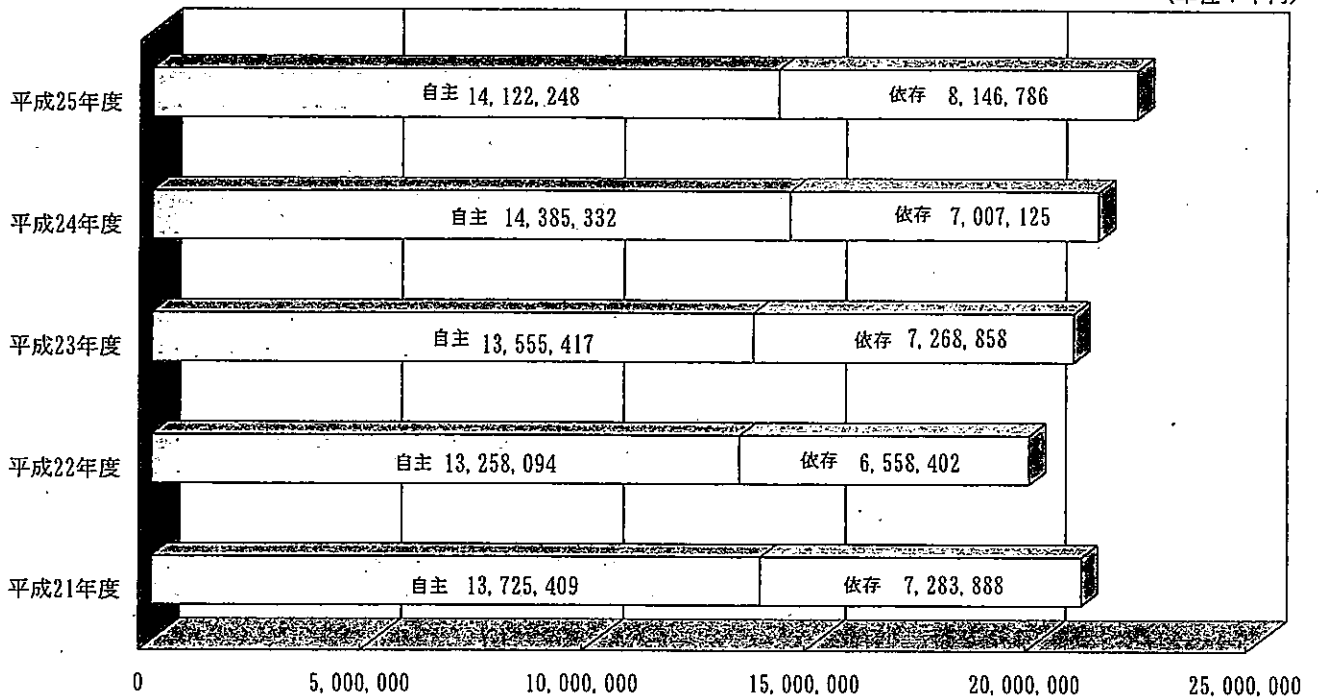 平成25年度 自主 14,122,248 依存 8,146,786
平成24年度 自主 14,385,332 依存 7,007,125
平成23年度 自主 13,555,417 依存 7,268,858
平成22年度 自主 13,258,094 依存 6,558,402
平成21年度 自主 13,725,409 依存 7,283,888
0 5,000,000 10,000,000 15,000,000 20,000,000 25,000,000